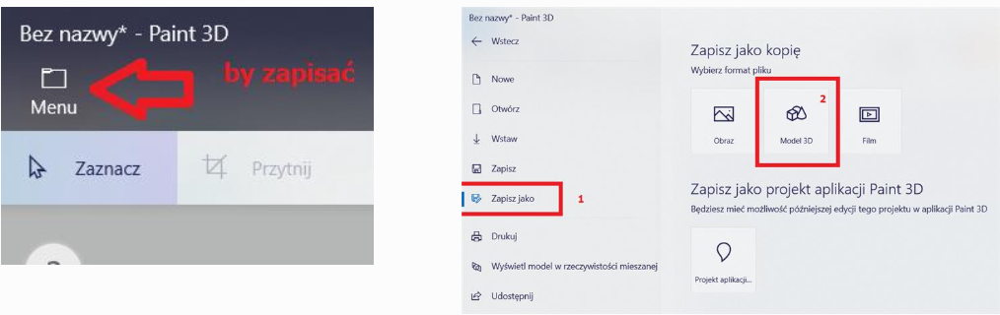 Bez nazwy* - Paint 3D
by zapisać
Menu
Zaznacz
Przytnij
Bez nazwy* - Paint 3D
Wstecz
Nowe
Otwórz
Wstaw
Zapisz
Zapisz jako
1
Drukuj
Wyświetl model w rzeczywistości mieszanej
Udostępnij
Zapisz jako kopię
Wybierz format pliku
2
Obraz
Model 3D
Film
Zapisz jako projekt aplikacji Paint 3D
Będziesz mieć możliwość późniejszej edycji tego projektu w aplikacji Paint 3D
Projekt aplikacji...